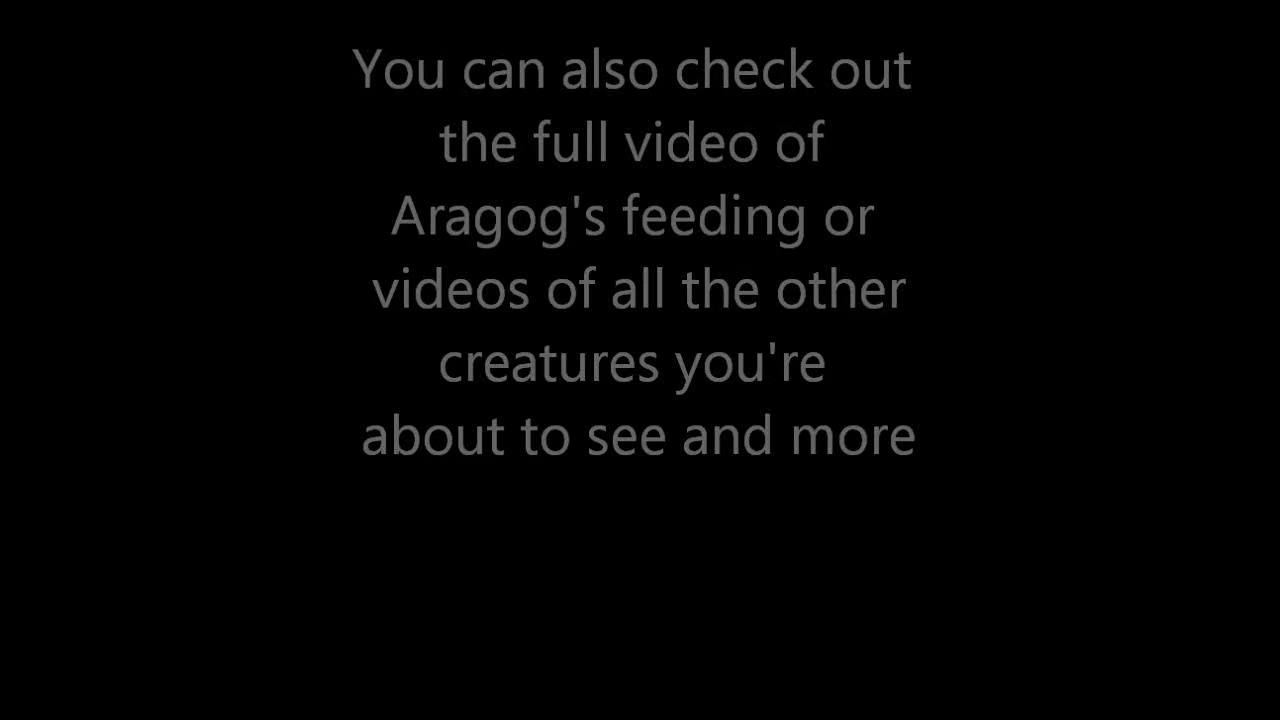 You can also check out
the full video of
Aragog's feeding or
videos of all the other
creatures you're
about to see and more